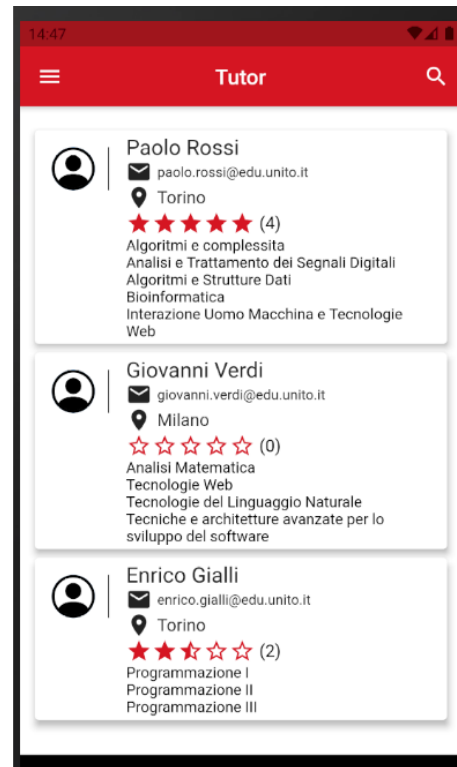 14:47
Tutor
Paolo Rossi
paolo.rossi@edu.unito.it
Torino
(4)
Algoritmi e complessita
Analisi e Trattamento dei Segnali Digitali
Algoritmi e Strutture Dati
Bioinformatica
Interazione Uomo Macchina e Tecnologie
Web
Giovanni Verdi
giovanni.verdi@edu.unito.it
Milano
(0)
Analisi Matematica
Tecnologie Web
Tecnologie del Linguaggio Naturale
Tecniche e architetture avanzate per lo
sviluppo del software
Enrico Gialli
enrico.gialli@edu.unito.it
Torino
(2)
Programmazione I
Programmazione II
Programmazione III